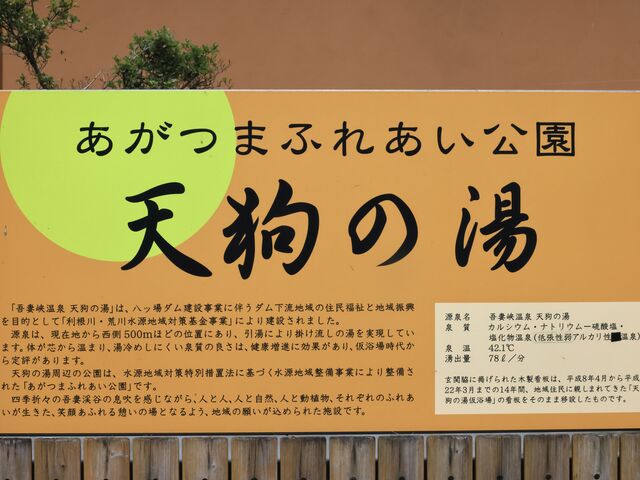 あがつまふれあい公園
天狗の湯
「吾妻峡温泉 天狗の湯」は、八ッ場ダム建設事業に伴うダム下流地域の住民福祉と地域振興
を目的として「利根川・荒川水源地域対策基金事業」により建設されました。
源泉は、現在地から西側500mほどの位置にあり、引湯により掛け流しの湯を実現してい
ます。体が芯から温まり、湯冷めしにくい泉質の良さは、健康増進に効果があり、仮浴場時代か
ら定評があります。
天狗の湯周辺の公園は、水源地域対策特別措置法に基づく水源地域整備事業により整備さ
れた「あがつまふれあい公園」です。
四季折々の吾妻渓谷の息吹を感じながら、人と人、人と自然、人と動植物、それぞれのふれあ
いが生きた、笑顔あふれる憩いの場となるよう、地域の願いが込められた施設です。
源泉名 吾妻峡温泉 天狗の湯
泉質 カルシウム・ナトリウムー硫酸塩・
塩化物温泉(低張性弱アルカリ性温泉)
泉温 42.1℃
湧出量 78ℓ/分
玄関脇に掲げられた木製看板は、平成8年4月から平成
22年3月までの14年間、地域住民に親しまれてきた「天
狗の湯仮浴場」の看板をそのまま移設したものです。